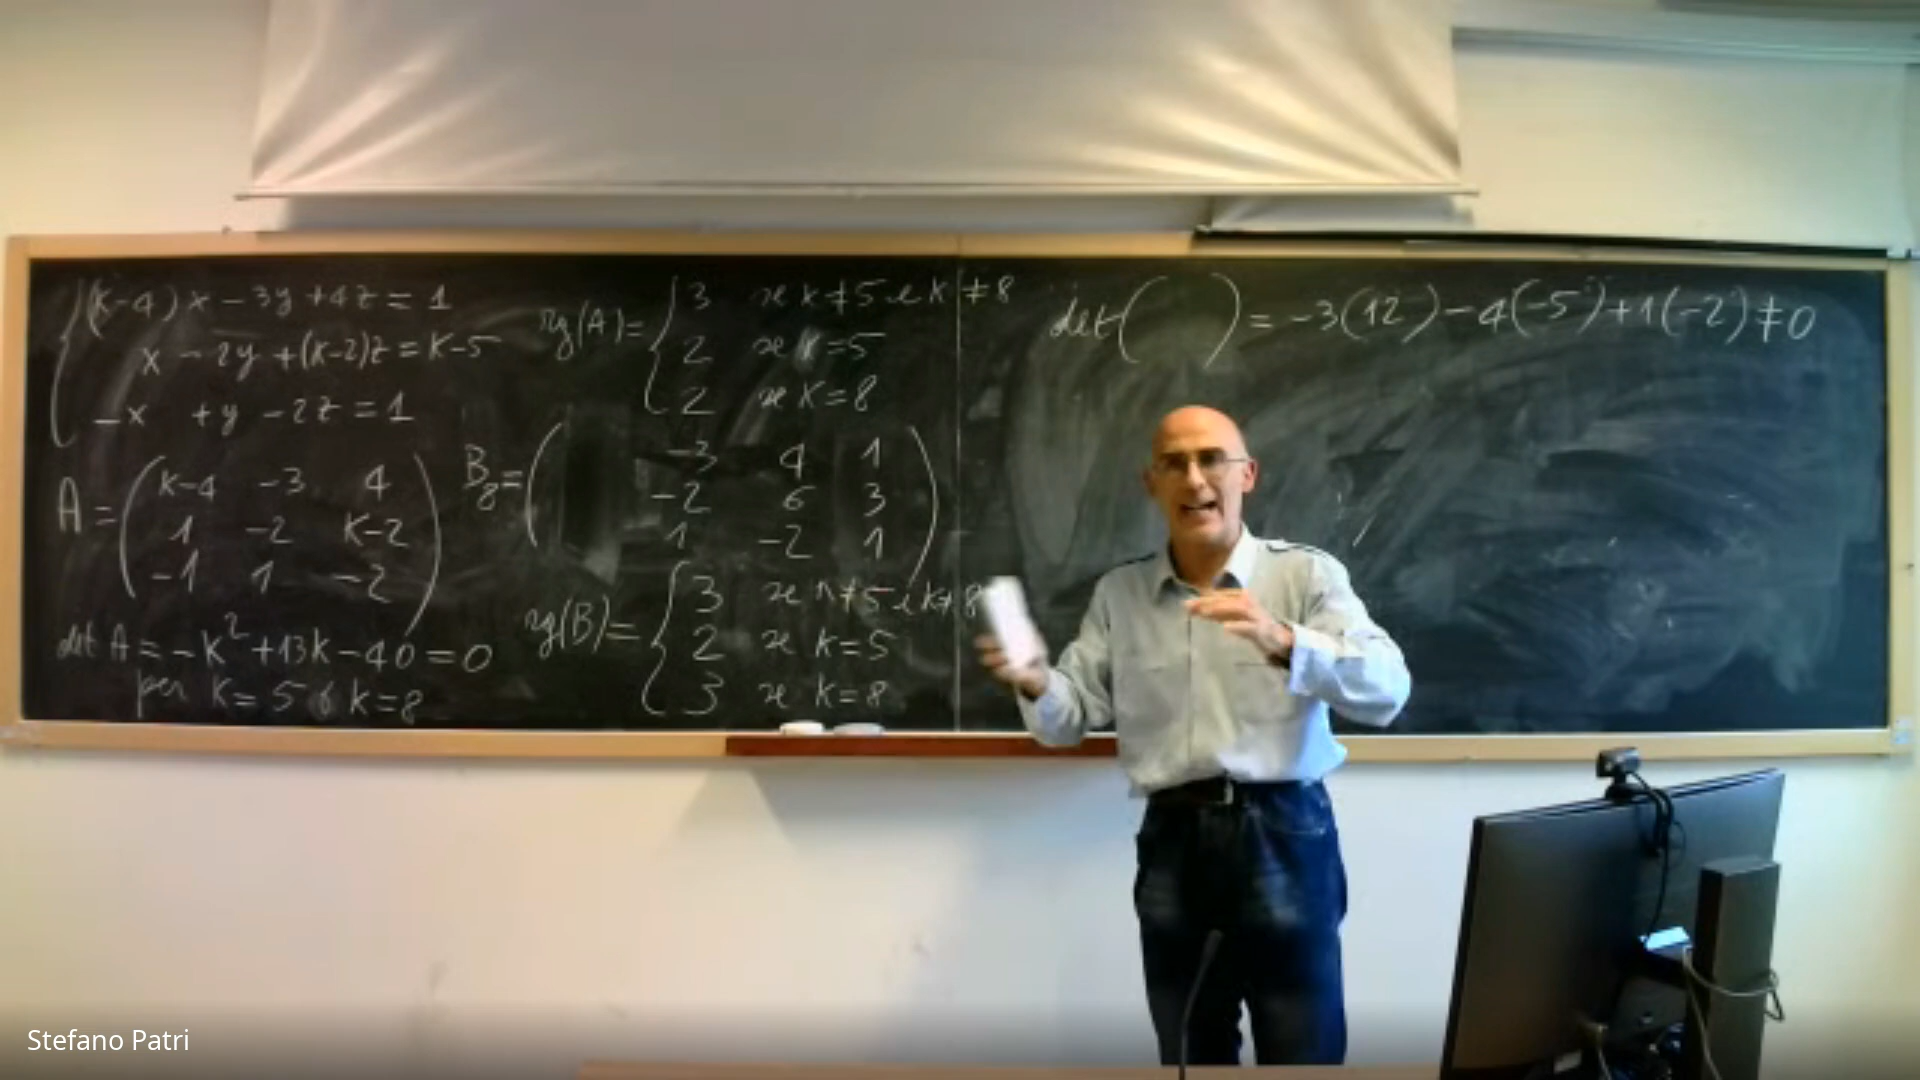 (k-4)x - 3y + 4z = 1
x - 2y + (k-2)z = k-5
-x + y - 2z = 1
A = ( k-4 -3 4
1 -2 k-2
-1 1 -2 )
det A = -k² + 13k - 40 = 0
per k = 5 o k = 8
rg(A) = { 3 se k ≠ 5 e k ≠ 8
2 se k = 5
2 se k = 8
B₈ = ( -3 4 1
-2 6 3
1 -2 1 )
rg(B) = { 3 se k ≠ 5 e k ≠ 8
2 se k = 5
3 se k = 8
det( ) = -3(12) - 4(-5) + 1(-2) ≠ 0
Stefano Patri